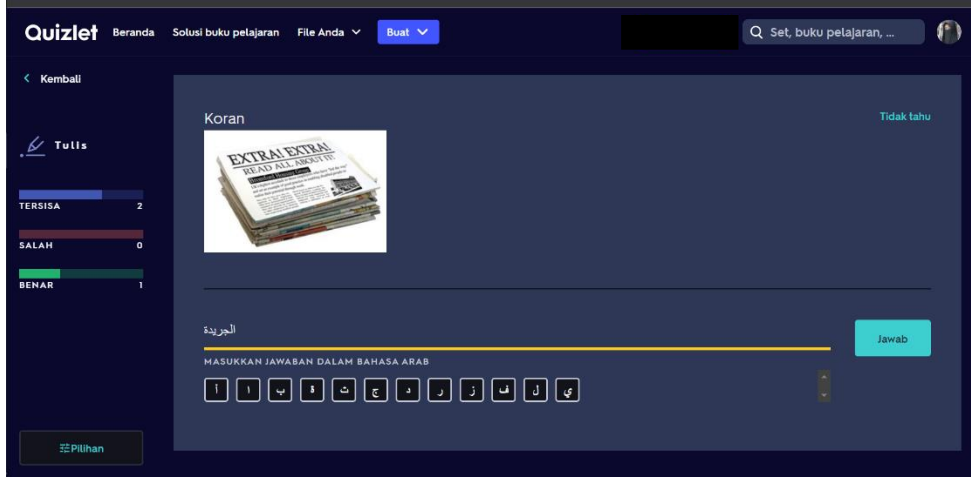 Quizlet Beranda Solusi buku pelajaran File Anda Buat Set, buku pelajaran, ...
Kembali
Koran
Tidak tahu
EXTRA! EXTRA!
READ ALL ABOUT IT!
Tulis
TERSISA 2
SALAH 0
BENAR 1
الجريدة
Jawab
MASUKKAN JAWABAN DALAM BAHASA ARAB
أ ا ب ة ت ج د ر ز ف ل ي
Pilihan